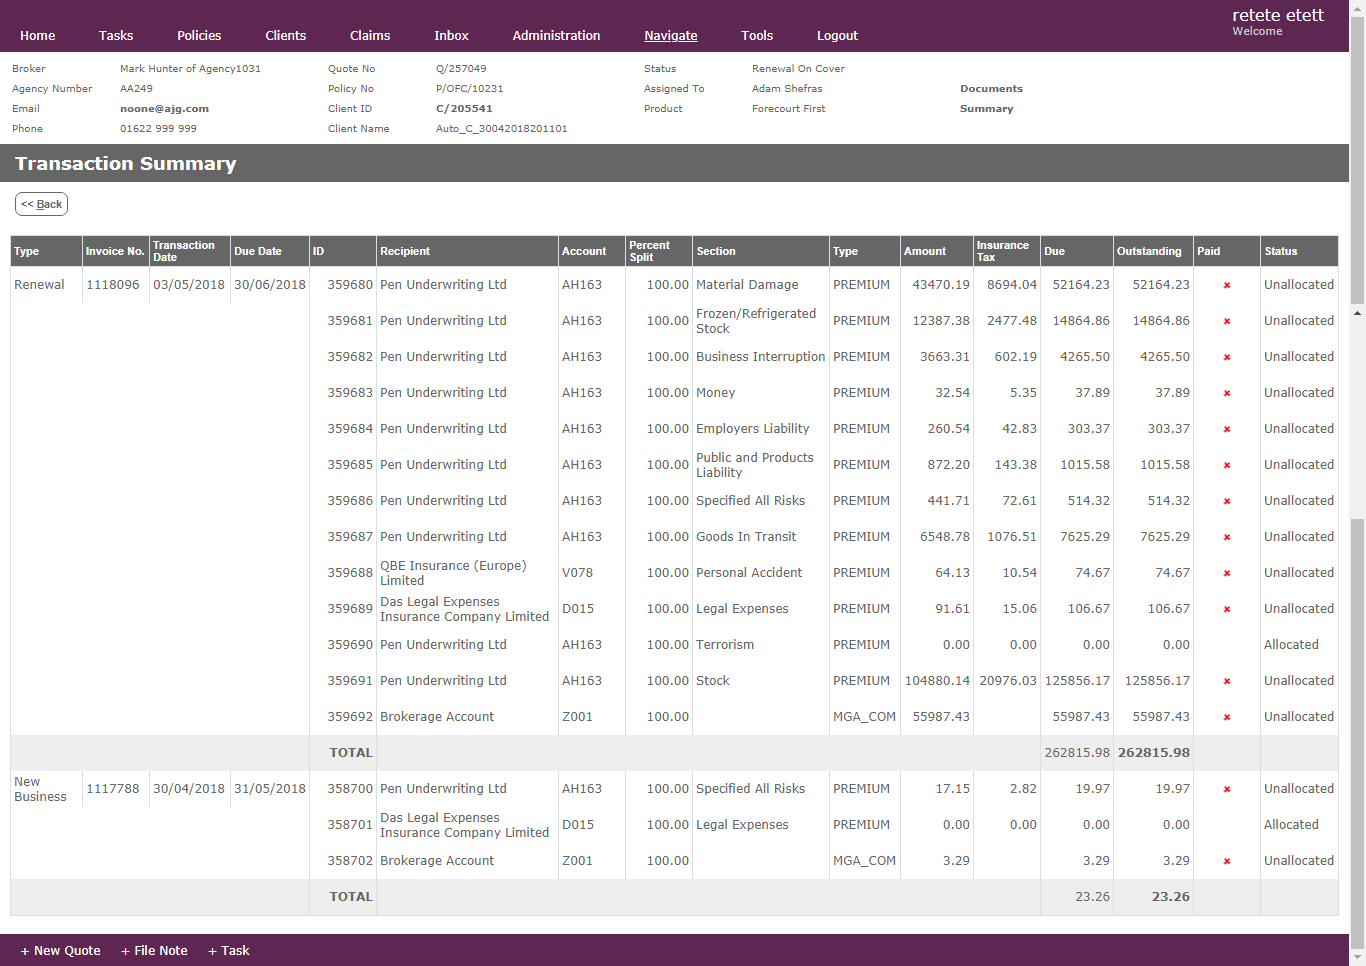 retete etett
Welcome
Home Tasks Policies Clients Claims Inbox Administration Navigate Tools Logout
Broker Mark Hunter of Agency1031 Quote No Q/257049 Status Renewal On Cover
Agency Number AA249 Policy No P/OFC/10231 Assigned To Adam Shefras Documents
Email noone@ajg.com Client ID C/205541 Product Forecourt First Summary
Phone 01622 999 999 Client Name Auto_C_30042018201101
Transaction Summary
<< Back
Type Invoice No. Transaction Date Due Date ID Recipient Account Percent Split Section Type Amount Insurance Tax Due Outstanding Paid Status
Renewal 1118096 03/05/2018 30/06/2018 359680 Pen Underwriting Ltd AH163 100.00 Material Damage PREMIUM 43470.19 8694.04 52164.23 52164.23 Unallocated
359681 Pen Underwriting Ltd AH163 100.00 Frozen/Refrigerated Stock PREMIUM 12387.38 2477.48 14864.86 14864.86 Unallocated
359682 Pen Underwriting Ltd AH163 100.00 Business Interruption PREMIUM 3663.31 602.19 4265.50 4265.50 Unallocated
359683 Pen Underwriting Ltd AH163 100.00 Money PREMIUM 32.54 5.35 37.89 37.89 Unallocated
359684 Pen Underwriting Ltd AH163 100.00 Employers Liability PREMIUM 260.54 42.83 303.37 303.37 Unallocated
359685 Pen Underwriting Ltd AH163 100.00 Public and Products Liability PREMIUM 872.20 143.38 1015.58 1015.58 Unallocated
359686 Pen Underwriting Ltd AH163 100.00 Specified All Risks PREMIUM 441.71 72.61 514.32 514.32 Unallocated
359687 Pen Underwriting Ltd AH163 100.00 Goods In Transit PREMIUM 6548.78 1076.51 7625.29 7625.29 Unallocated
359688 QBE Insurance (Europe) Limited V078 100.00 Personal Accident PREMIUM 64.13 10.54 74.67 74.67 Unallocated
359689 Das Legal Expenses Insurance Company Limited D015 100.00 Legal Expenses PREMIUM 91.61 15.06 106.67 106.67 Unallocated
359690 Pen Underwriting Ltd AH163 100.00 Terrorism PREMIUM 0.00 0.00 0.00 0.00 Allocated
359691 Pen Underwriting Ltd AH163 100.00 Stock PREMIUM 104880.14 20976.03 125856.17 125856.17 Unallocated
359692 Brokerage Account Z001 100.00 MGA_COM 55987.43 55987.43 55987.43 Unallocated
TOTAL 262815.98 262815.98
New Business 1117788 30/04/2018 31/05/2018 358700 Pen Underwriting Ltd AH163 100.00 Specified All Risks PREMIUM 17.15 2.82 19.97 19.97 Unallocated
358701 Das Legal Expenses Insurance Company Limited D015 100.00 Legal Expenses PREMIUM 0.00 0.00 0.00 0.00 Allocated
358702 Brokerage Account Z001 100.00 MGA_COM 3.29 3.29 3.29 Unallocated
TOTAL 23.26 23.26
+ New Quote + File Note + Task